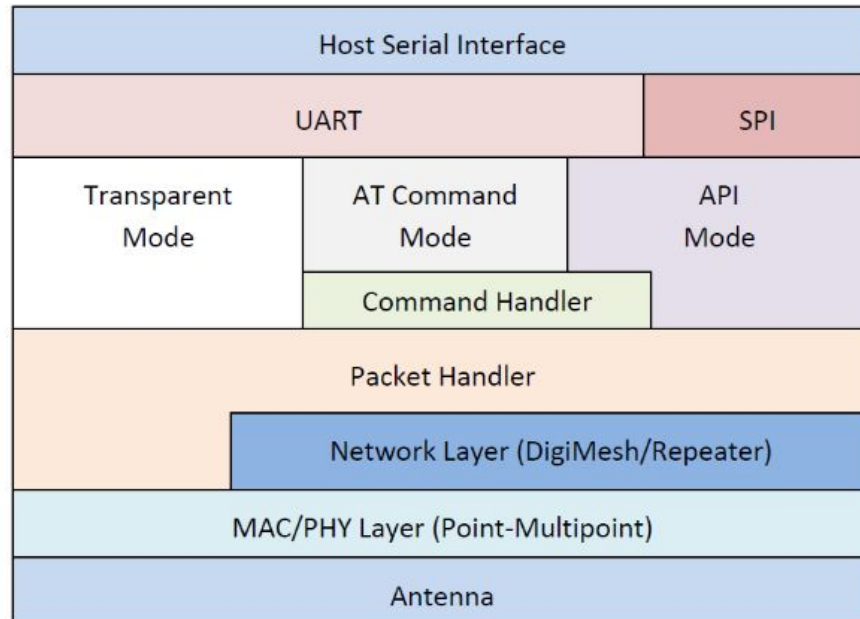 Host Serial Interface
UART
SPI
Transparent
Mode
AT Command
Mode
API
Mode
Command Handler
Packet Handler
Network Layer (DigiMesh/Repeater)
MAC/PHY Layer (Point-Multipoint)
Antenna